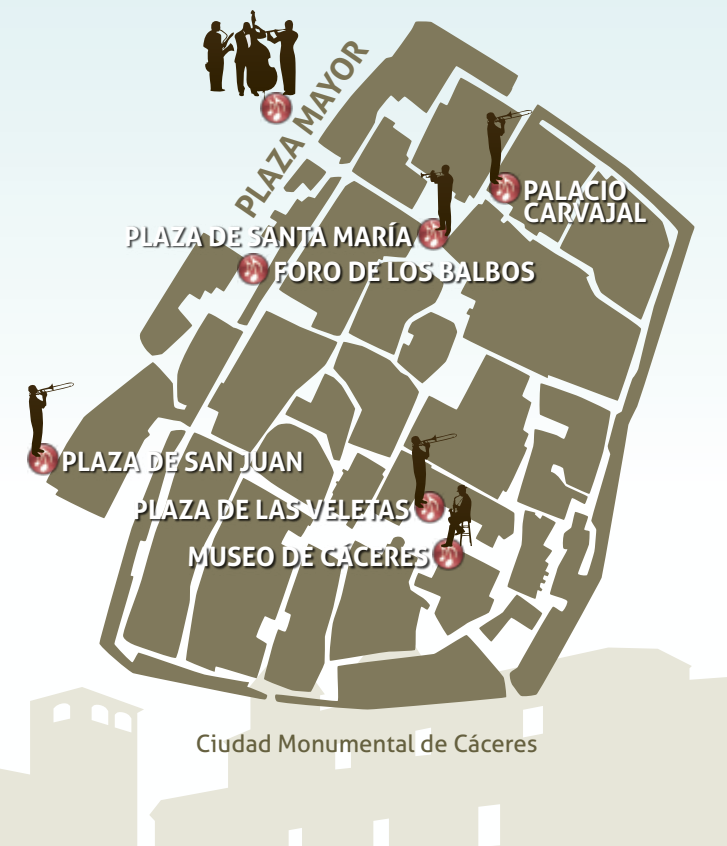 PLAZA MAYOR
PALACIO
CARVAJAL
PLAZA DE SANTA MARÍA
FORO DE LOS BALBOS
PLAZA DE SAN JUAN
PLAZA DE LAS VELETAS
MUSEO DE CÁCERES
Ciudad Monumental de Cáceres